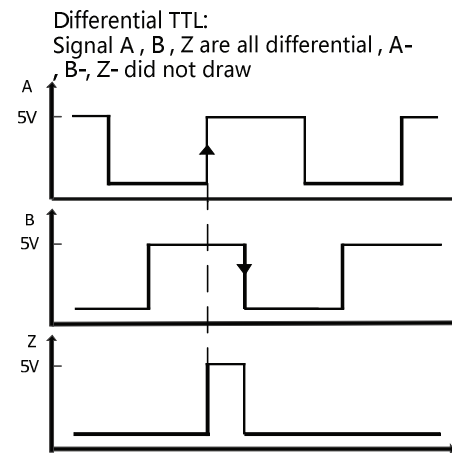 Differential TTL:
Signal A , B , Z are all differential , A-
, B-, Z- did not draw
A
5V
B
5V
Z
5V